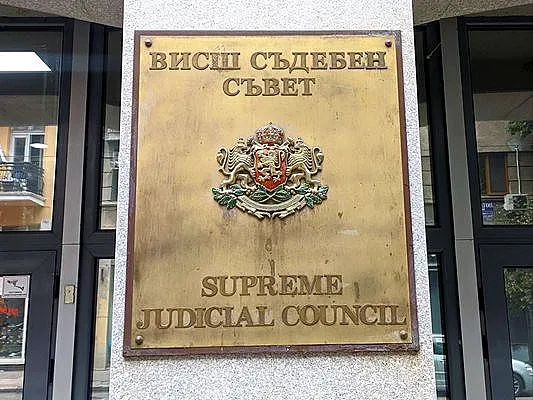 ВИСШ СЪДЕБЕН
СЪВЕТ
SUPREME
JUDICIAL COUNCIL